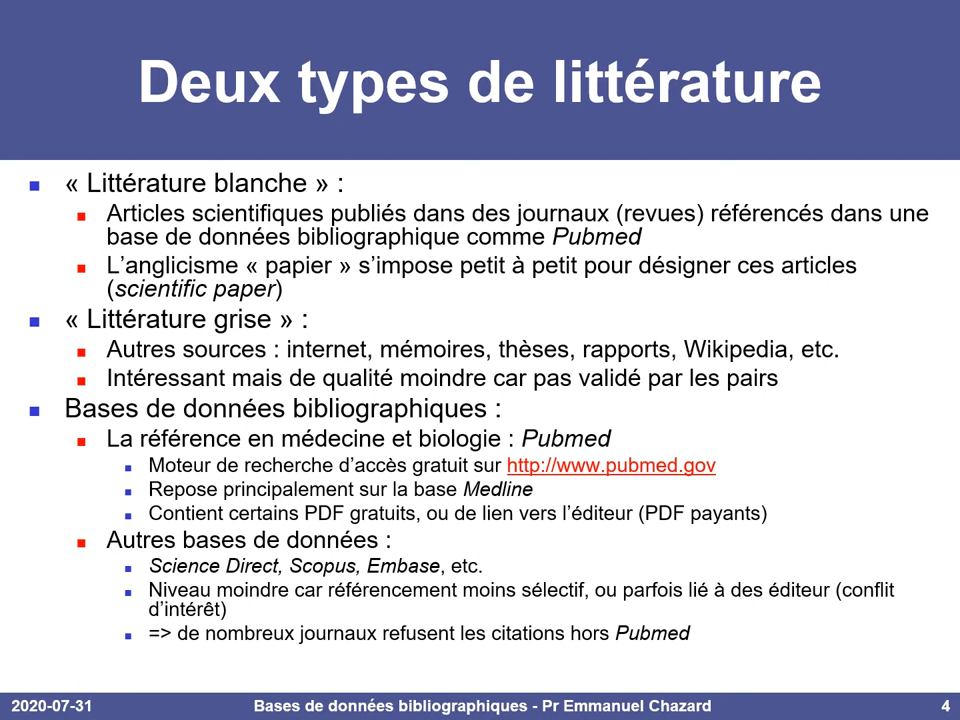 Deux types de littérature
« Littérature blanche » :
Articles scientifiques publiés dans des journaux (revues) référencés dans une
base de données bibliographique comme Pubmed
L’anglicisme « papier » s’impose petit à petit pour désigner ces articles
(scientific paper)
« Littérature grise » :
Autres sources : internet, mémoires, thèses, rapports, Wikipedia, etc.
Intéressant mais de qualité moindre car pas validé par les pairs
Bases de données bibliographiques :
La référence en médecine et biologie : Pubmed
Moteur de recherche d’accès gratuit sur http://www.pubmed.gov
Repose principalement sur la base Medline
Contient certains PDF gratuits, ou de lien vers l’éditeur (PDF payants)
Autres bases de données :
Science Direct, Scopus, Embase, etc.
Niveau moindre car référencement moins sélectif, ou parfois lié à des éditeur (conflit
d’intérêt)
=> de nombreux journaux refusent les citations hors Pubmed
2020-07-31
Bases de données bibliographiques - Pr Emmanuel Chazard
4